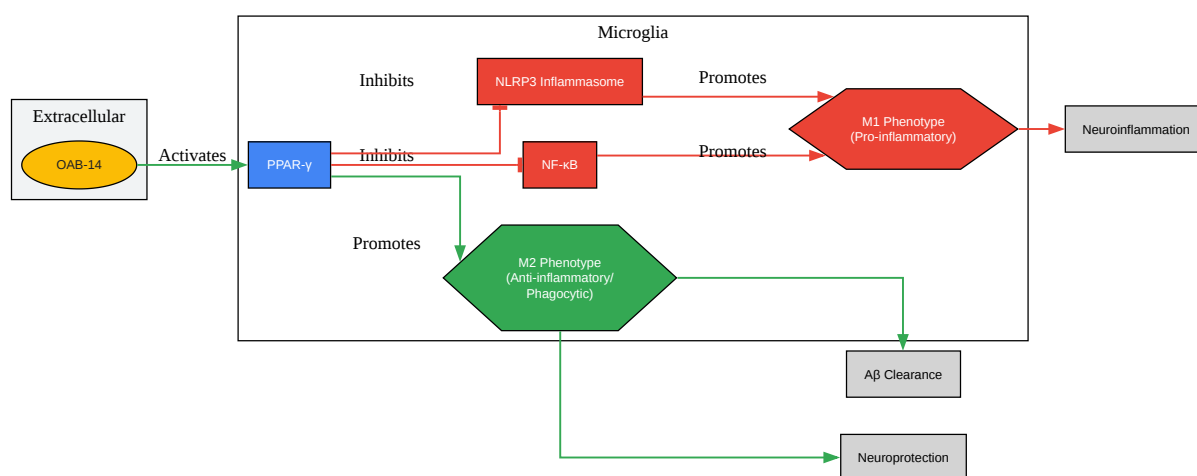 Microglia
Inhibits
NLRP3 Inflammasome
Promotes
Extracellular
OAB-14
Activates
PPAR-γ
Inhibits
NF-κB
Promotes
M1 Phenotype
(Pro-inflammatory)
Neuroinflammation
Promotes
M2 Phenotype
(Anti-inflammatory/
Phagocytic)
Aβ Clearance
Neuroprotection